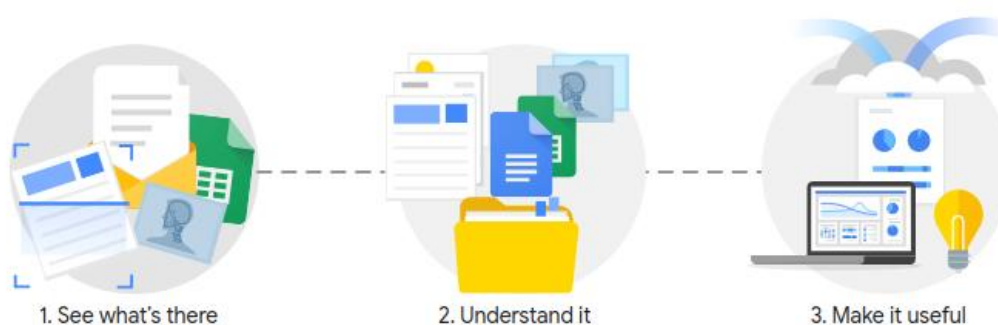 1. See what's there
2. Understand it
3. Make it useful